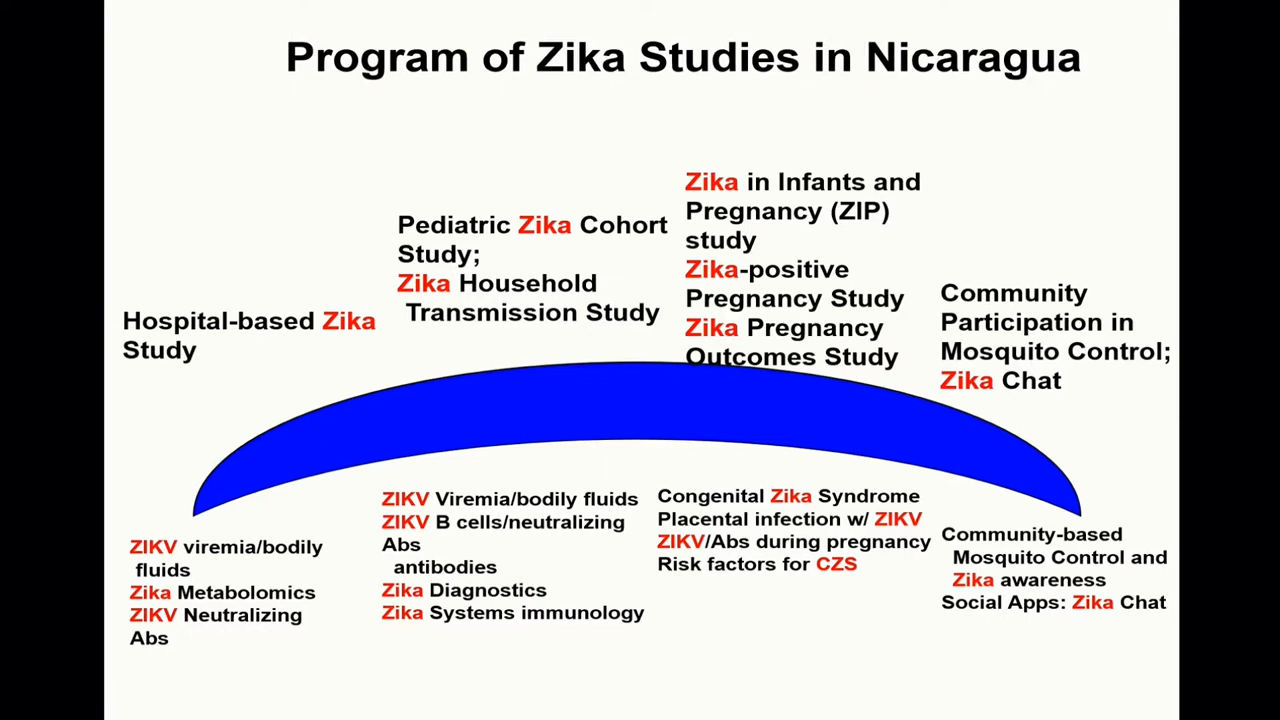 Program of Zika Studies in Nicaragua
Hospital-based Zika
Study
Pediatric Zika Cohort
Study;
Zika Household
Transmission Study
Zika in Infants and
Pregnancy (ZIP)
study
Zika-positive
Pregnancy Study
Zika Pregnancy
Outcomes Study
Community
Participation in
Mosquito Control;
Zika Chat
ZIKV viremia/bodily
fluids
Zika Metabolomics
ZIKV Neutralizing
Abs
ZIKV Viremia/bodily fluids
ZIKV B cells/neutralizing
Abs
antibodies
Zika Diagnostics
Zika Systems immunology
Congenital Zika Syndrome
Placental infection w/ ZIKV
ZIKV/Abs during pregnancy
Risk factors for CZS
Community-based
Mosquito Control and
Zika awareness
Social Apps: Zika Chat